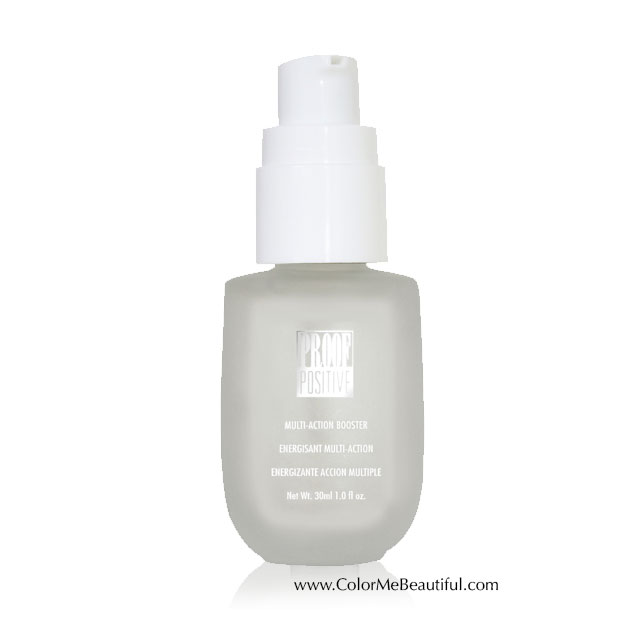 PROOF
POSITIVE
MULTI-ACTION BOOSTER
ENERGISANT MULTI-ACTION
ENERGIZANTE ACCION MULTIPLE
Net Wt. 30ml 1.0 fl oz.
www.ColorMeBeautiful.com